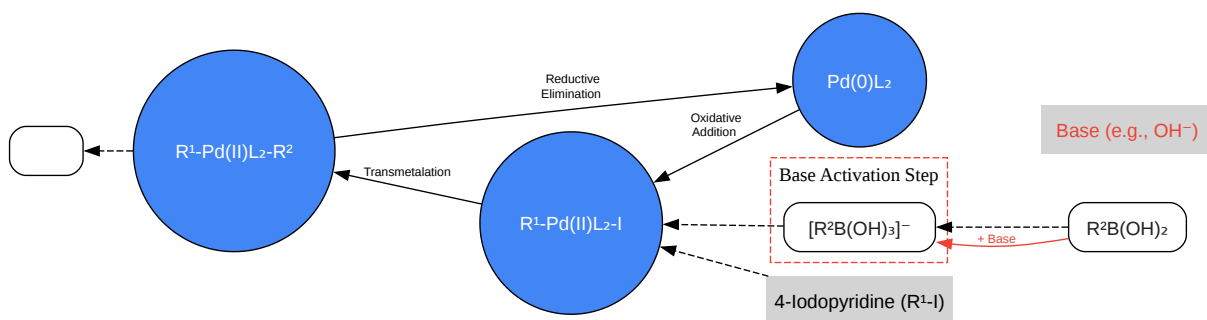 Reductive
Elimination
Pd(0)L₂
Oxidative
Addition
Base (e.g., OH⁻)
R¹-Pd(II)L₂-R²
Transmetalation
Base Activation Step
R¹-Pd(II)L₂-I
[R²B(OH)₃]⁻
+ Base
R²B(OH)₂
4-Iodopyridine (R¹-I)